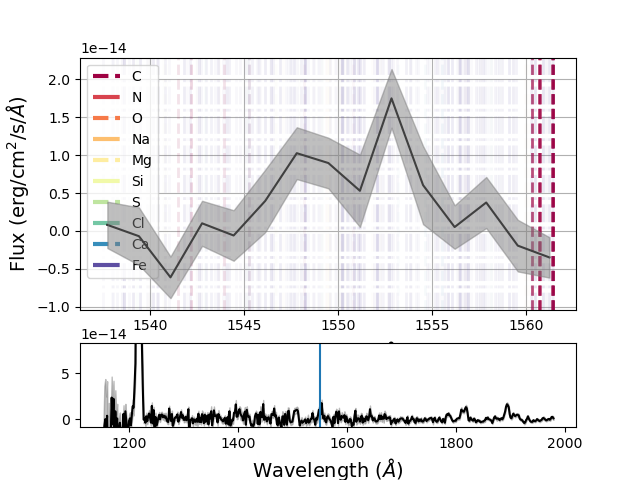 1e−14
Flux (erg/cm²/s/Å)
2.0
1.5
1.0
0.5
0.0
−0.5
−1.0
C
N
O
Na
Mg
Si
S
Cl
Ca
Fe
1540 1545 1550 1555 1560
1e−14
5
0
1200 1400 1600 1800 2000
Wavelength (Å)